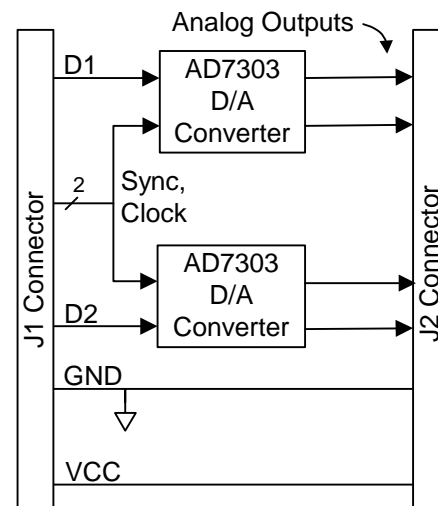 Analog Outputs
D1
AD7303
D/A
Converter
2
Sync,
Clock
J1 Connector
J2 Connector
AD7303
D/A
Converter
D2
GND
VCC